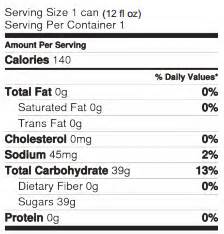 Serving Size 1 can (12 fl oz)
Serving Per Container 1
Amount Per Serving
Calories 140
% Daily Values*
Total Fat 0g 0%
Saturated Fat 0g 0%
Trans Fat 0g
Cholesterol 0mg 0%
Sodium 45mg 2%
Total Carbohydrate 39g 13%
Dietary Fiber 0g 0%
Sugars 39g
Protein 0g 0%